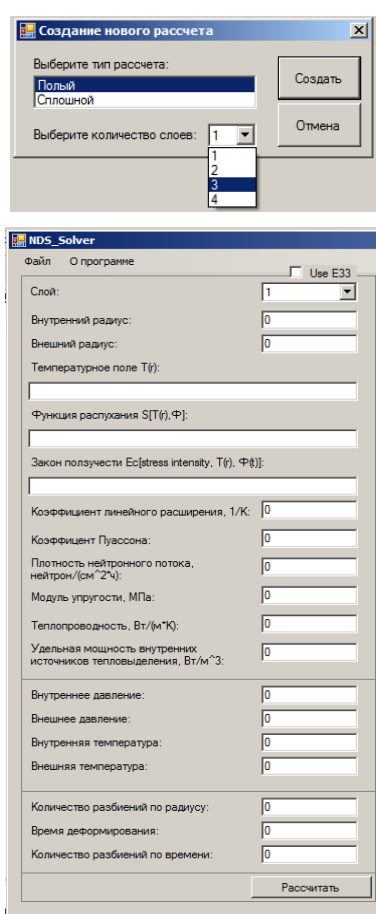 Создание нового рассчета
Выберите тип рассчета:
Полый
Сплошной
Создать
Выберите количество слоев: 1
Отмена
1
2
3
4
NDS_Solver
Файл О программе
Use E33
Слой: 1
Внутренний радиус: 0
Внешний радиус: 0
Температурное поле T(r):
Функция распухания S[T(r),Ф]:
Закон ползучести Ec[stress intensity, T(r), Ф(t)]:
Коэффициент линейного расширения, 1/K: 0
Коэффицент Пуассона: 0
Плотность нейтронного потока,
нейтрон/(см^2*ч): 0
Модуль упругости, МПа: 0
Теплопроводность, Вт/(м*К): 0
Удельная мощность внутренних
источников тепловыделения, Вт/м^3: 0
Внутреннее давление: 0
Внешнее давление: 0
Внутренняя температура: 0
Внешняя температура: 0
Количество разбиений по радиусу: 0
Время деформирования: 0
Количество разбиений по времени: 0
Рассчитать